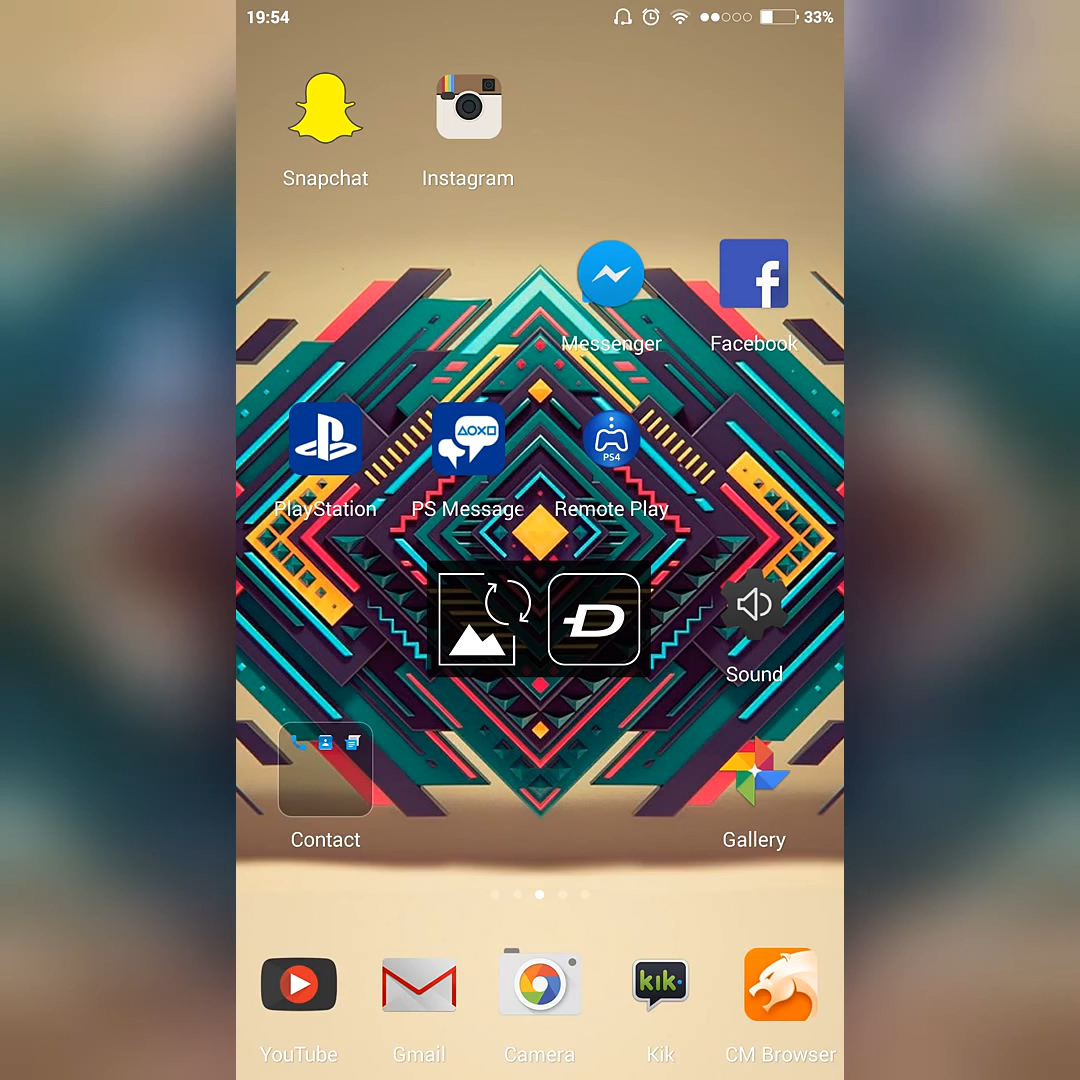 19:54
33%
Snapchat
Instagram
Messenger
Facebook
PS4
PlayStation
PS Message
Remote Play
Sound
Contact
Gallery
kik
YouTube
Gmail
Camera
Kik
CM Browser